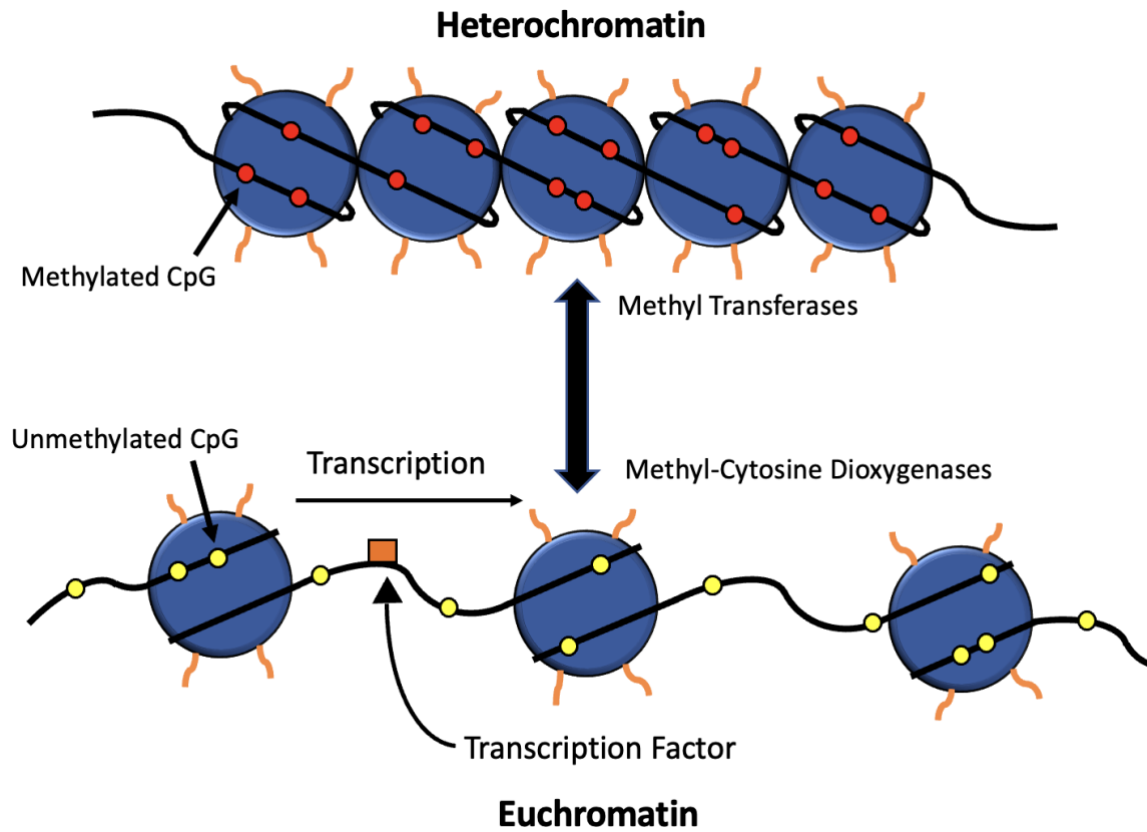 Heterochromatin
Methylated CpG
Methyl Transferases
Unmethylated CpG
Transcription
Methyl-Cytosine Dioxygenases
Transcription Factor
Euchromatin